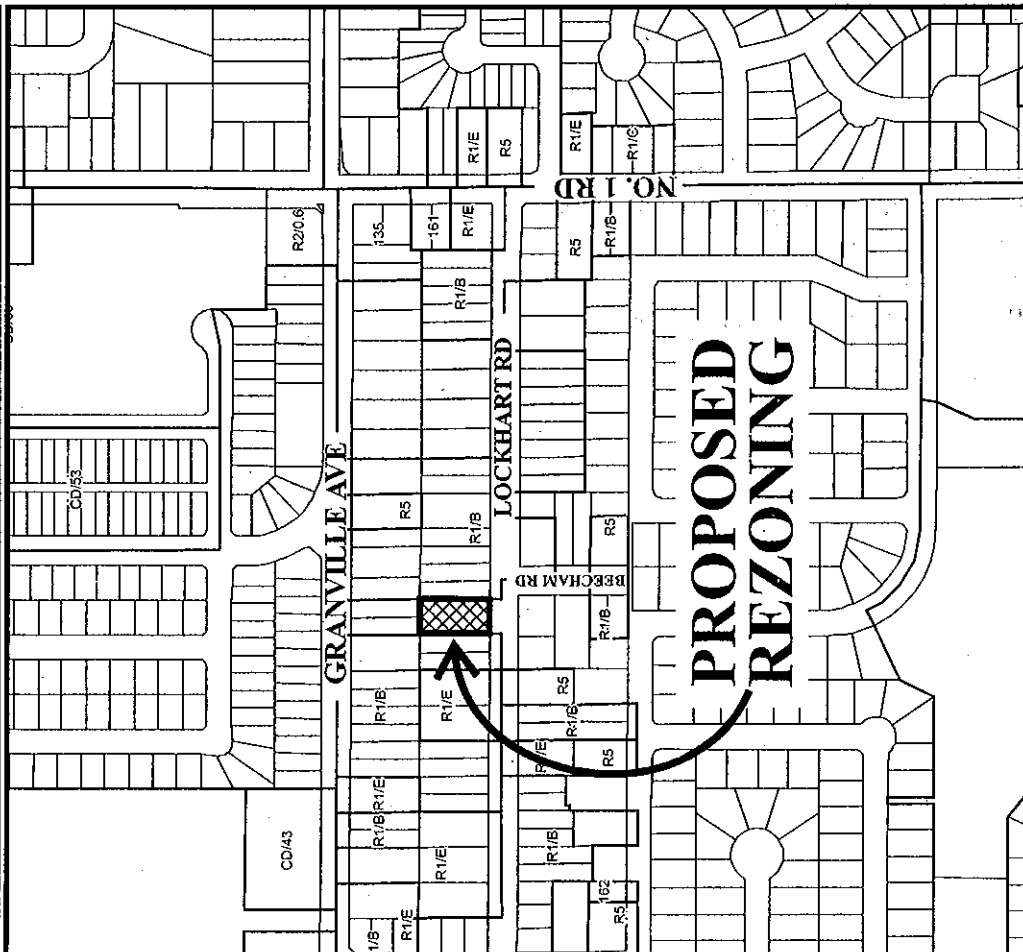 R1/E
R5
R1/E
R1/C
NO. 1 RD
R2/0.6
135
161
R1/E
R5
R1/B
R1/B
CD/53
GRANVILLE AVE
LOCKHART RD
R5
R1/B
R5
BEECHAM RD
R1/B
PROPOSED
REZONING
R1/B
R1/E
R5
R1/B
R1/E
R5
R1/B
R1/E
CD/43
R1/E
R1/B
162
R5
1/B
R1/E